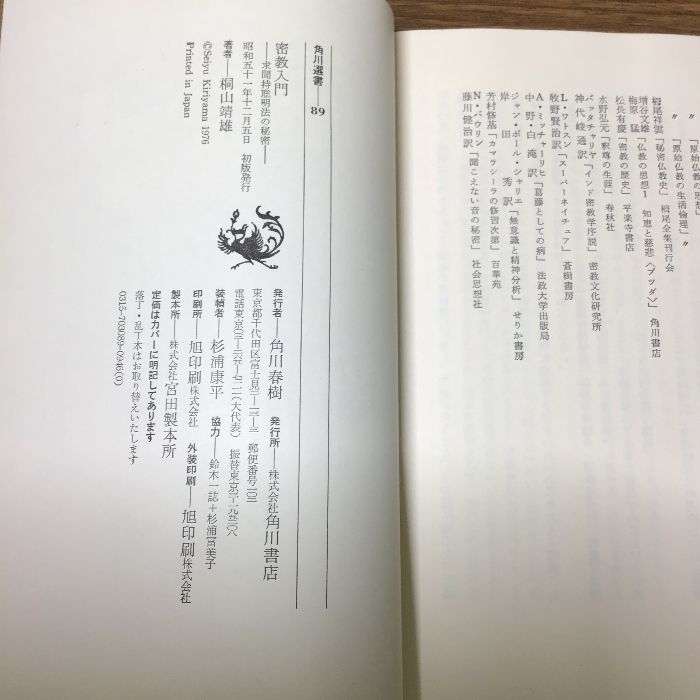 〃 『原始仏教の思想』
〃 『原始仏教の生活倫理』 〃
栂尾祥雲『秘密仏教史』 栂尾全集刊行会
松長有慶『密教の歴史』 平楽寺書店
増谷文雄・梅原 猛『仏教の思想1 知恵と慈悲〈ブッダ〉』 角川書店
水野弘元『釈尊の生涯』 春秋社
バッタチャリヤ・神代峻通訳『インド密教学序説』 密教文化研究所
L・ワトスン・牧野賢治訳『スーパーネイチュア』 蒼樹書房
A・ミッチャーリヒ・中野・白滝訳『葛藤としての病』 法政大学出版局
ジャン・ポール・シャリエ・岸田 秀訳『無意識と精神分析』 せりか書房
芳村修基『カマラシーラの修習次第』 百華苑
N・パウリン・藤川健治訳『聞こえない音の秘密』 社会思想社
角川選書 89
密教入門
―求聞持聡明法の秘密―
昭和五十一年十二月五日 初版発行
著者―桐山靖雄
©Seiyu Kiriyama 1976
Printed in Japan
発行者―角川春樹 発行所―株式会社角川書店
東京都千代田区富士見二―一三―三 郵便番号一〇二
電話東京〇三―二六五―七一一一(大代表) 振替東京三―一九五二〇八
装幀者―杉浦康平 協力―鈴木一誌+杉浦冨美子
印刷所―旭印刷株式会社 外装印刷―旭印刷株式会社
製本所―株式会社宮田製本所
定価はカバーに明記してあります
落丁・乱丁本はお取り替えいたします
0315-703089-0946(0)